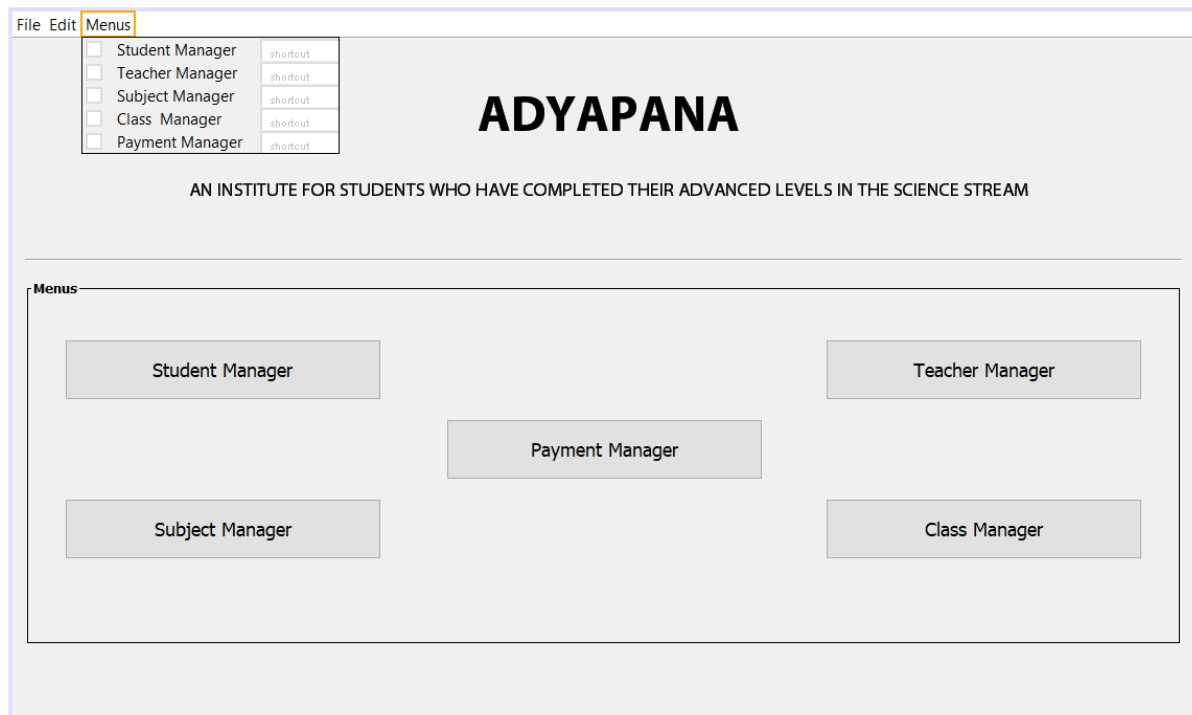 File Edit Menus
Student Manager shortcut
Teacher Manager shortcut
Subject Manager shortcut
Class Manager shortcut
Payment Manager shortcut
ADYAPANA
AN INSTITUTE FOR STUDENTS WHO HAVE COMPLETED THEIR ADVANCED LEVELS IN THE SCIENCE STREAM
Menus
Student Manager Teacher Manager
Payment Manager
Subject Manager Class Manager